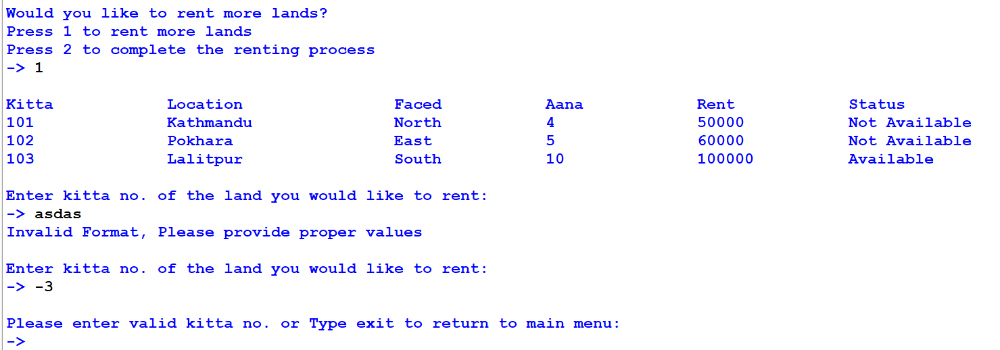 Would you like to rent more lands?
Press 1 to rent more lands
Press 2 to complete the renting process
-> 1
Kitta Location Faced Aana Rent Status
101 Kathmandu North 4 50000 Not Available
102 Pokhara East 5 60000 Not Available
103 Lalitpur South 10 100000 Available
Enter kitta no. of the land you would like to rent:
-> asdas
Invalid Format, Please provide proper values
Enter kitta no. of the land you would like to rent:
-> -3
Please enter valid kitta no. or Type exit to return to main menu:
->